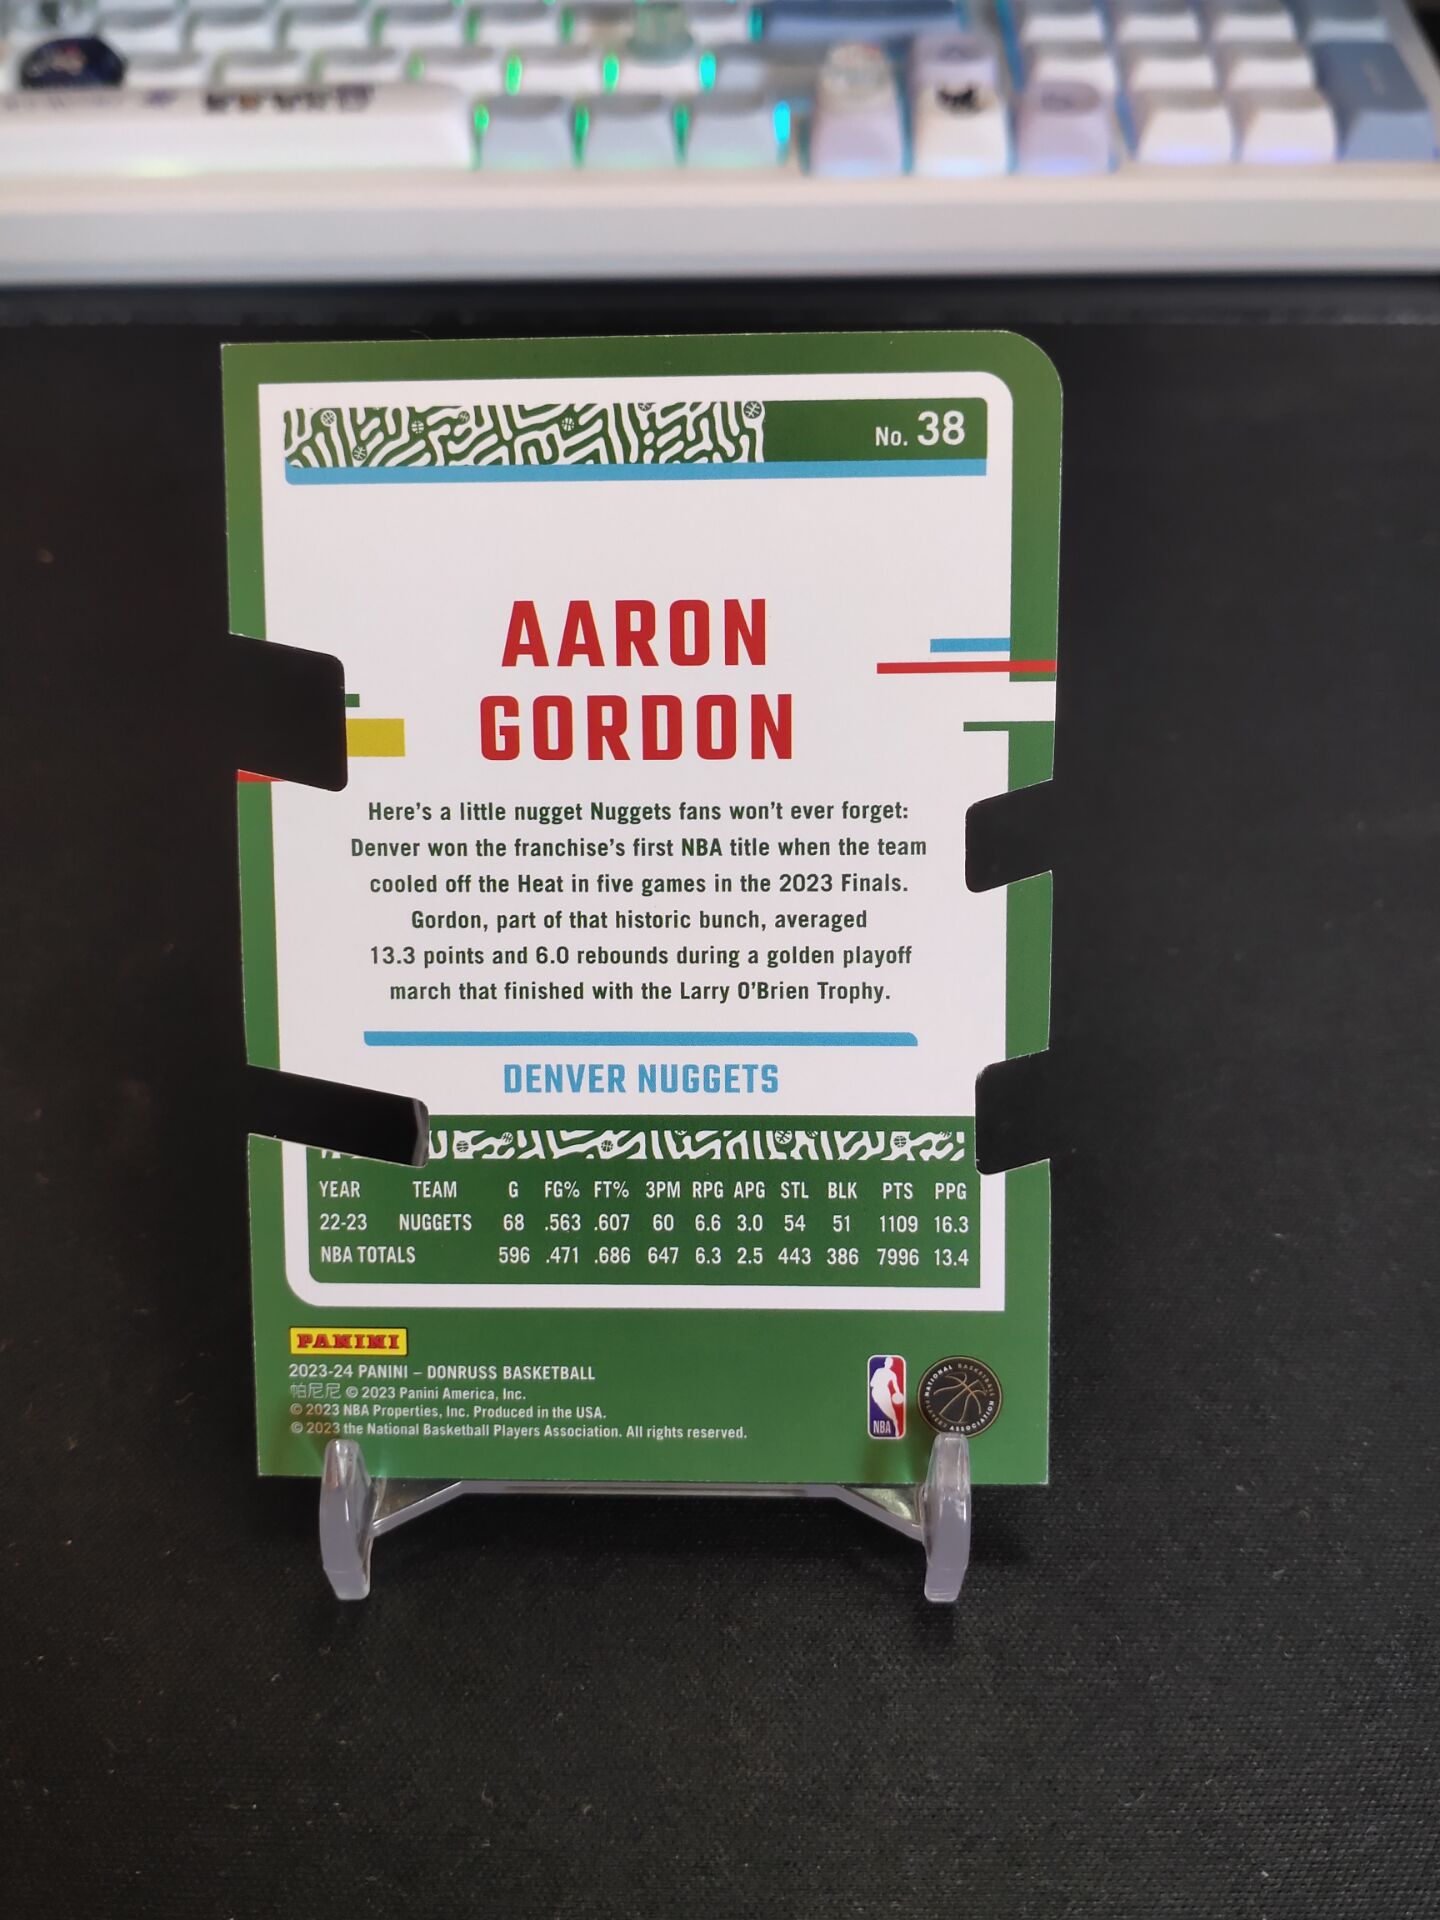 No. 38
AARON
GORDON
Here's a little nugget Nuggets fans won't ever forget:
Denver won the franchise's first NBA title when the team
cooled off the Heat in five games in the 2023 Finals.
Gordon, part of that historic bunch, averaged
13.3 points and 6.0 rebounds during a golden playoff
march that finished with the Larry O'Brien Trophy.
DENVER NUGGETS
YEAR TEAM G FG% FT% 3PM RPG APG STL BLK PTS PPG
22-23 NUGGETS 68 .563 .607 60 6.6 3.0 54 51 1109 16.3
NBA TOTALS 596 .471 .686 647 6.3 2.5 443 386 7996 13.4
PANINI
2023-24 PANINI – DONRUSS BASKETBALL
帕尼尼 © 2023 Panini America, Inc.
© 2023 NBA Properties, Inc. Produced in the USA.
© 2023 the National Basketball Players Association. All rights reserved.
NBA
NATIONAL BASKETBALL
PLAYERS ASSOCIATION